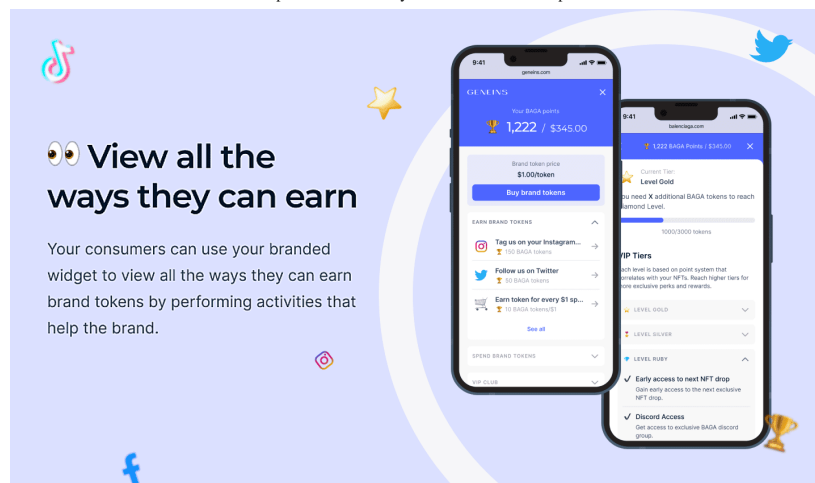 👀 View all the
ways they can earn
Your consumers can use your branded
widget to view all the ways they can earn
brand tokens by performing activities that
help the brand.
9:41
geneins.com
GENEINS
Your BAGA points
1,222 / $345.00
Brand token price
$1.00/token
Buy brand tokens
EARN BRAND TOKENS
Tag us on your Instagram...
150 BAGA tokens
Follow us on Twitter
50 BAGA tokens
Earn token for every $1 sp...
10 BAGA tokens/$1
See all
SPEND BRAND TOKENS
VIP CLUB
9:41
balenciaga.com
1,222 BAGA Points / $345.00
Current Tier:
Level Gold
ou need X additional BAGA tokens to reach
iamond Level.
1000/3000 tokens
VIP Tiers
ach level is based on point system that
orrelates with your NFTs. Reach higher tiers for
ore exclusive perks and rewards.
LEVEL GOLD
LEVEL SILVER
LEVEL RUBY
Early access to next NFT drop
Gain early access to the next exclusive
NFT drop.
Discord Access
Get access to exclusive BAGA discord
group.